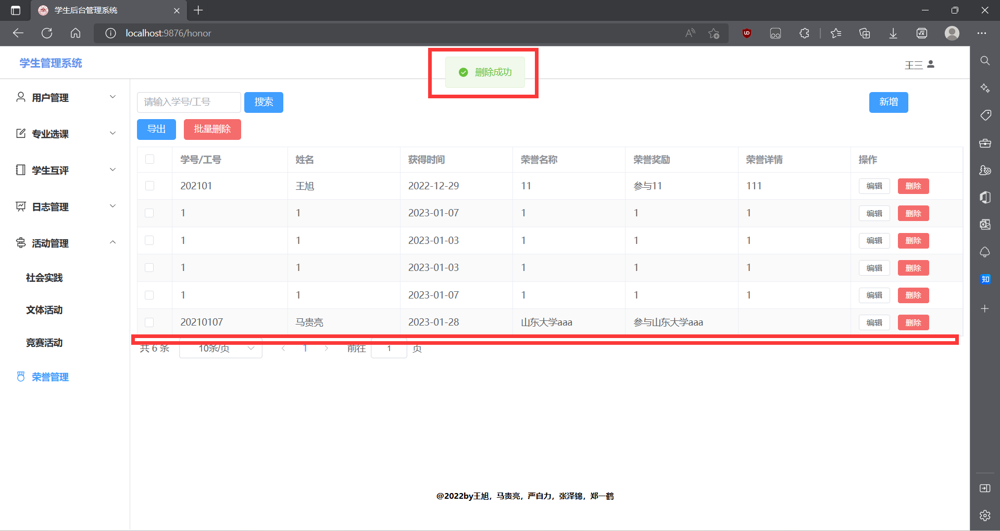 学生后台管理系统
localhost:9876/honor
学生管理系统
删除成功
王三
用户管理
专业选课
学生互评
日志管理
活动管理
社会实践
文体活动
竞赛活动
荣誉管理
请输入学号/工号 搜索 新增
导出 批量删除
学号/工号 姓名 获得时间 荣誉名称 荣誉奖励 荣誉详情 操作
202101 王旭 2022-12-29 11 参与11 111 编辑 删除
1 1 2023-01-07 1 1 1 编辑 删除
1 1 2023-01-03 1 1 1 编辑 删除
1 1 2023-01-03 1 1 1 编辑 删除
1 1 2023-01-07 1 1 1 编辑 删除
20210107 马贵亮 2023-01-28 山东大学aaa 参与山东大学aaa 编辑 删除
共 6 条 10条/页 1 前往 1 页
@2022by王旭，马贵亮，严自力，张泽锦，郑一鹤
知